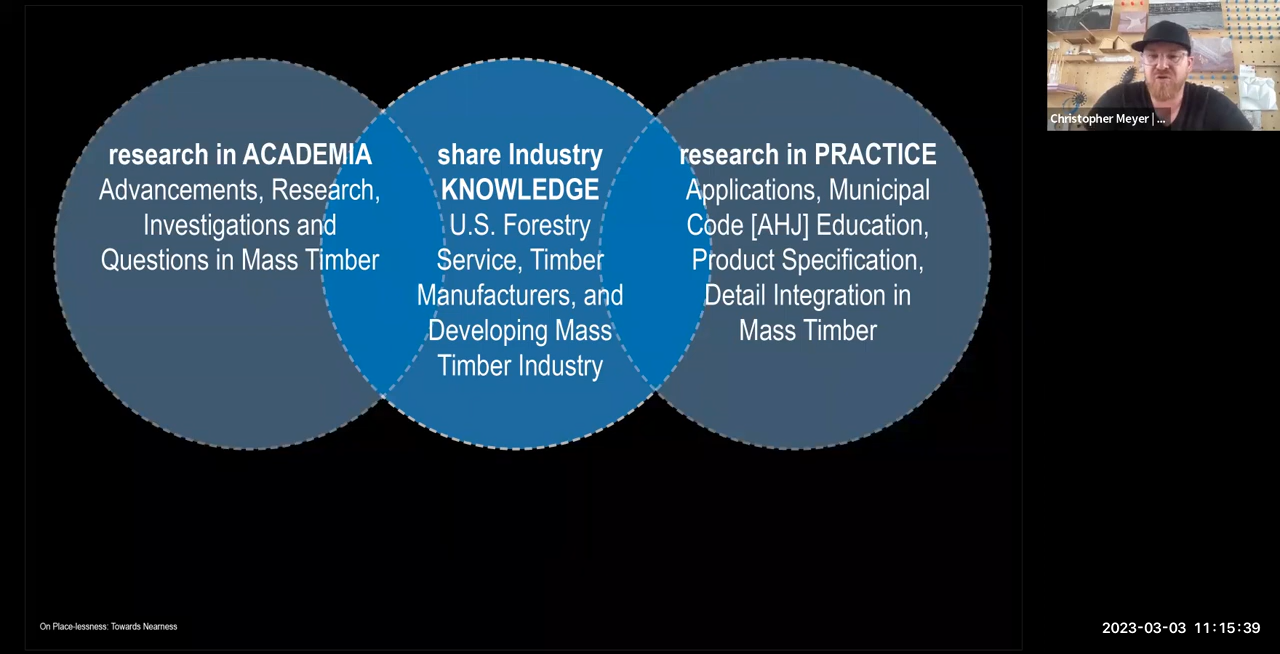 research in ACADEMIA
Advancements, Research,
Investigations and
Questions in Mass Timber
share Industry
KNOWLEDGE
U.S. Forestry
Service, Timber
Manufacturers, and
Developing Mass
Timber Industry
research in PRACTICE
Applications, Municipal
Code [AHJ] Education,
Product Specification,
Detail Integration in
Mass Timber
Christopher Meyer | ...
On Place-lessness: Towards Nearness
2023-03-03 11:15:39